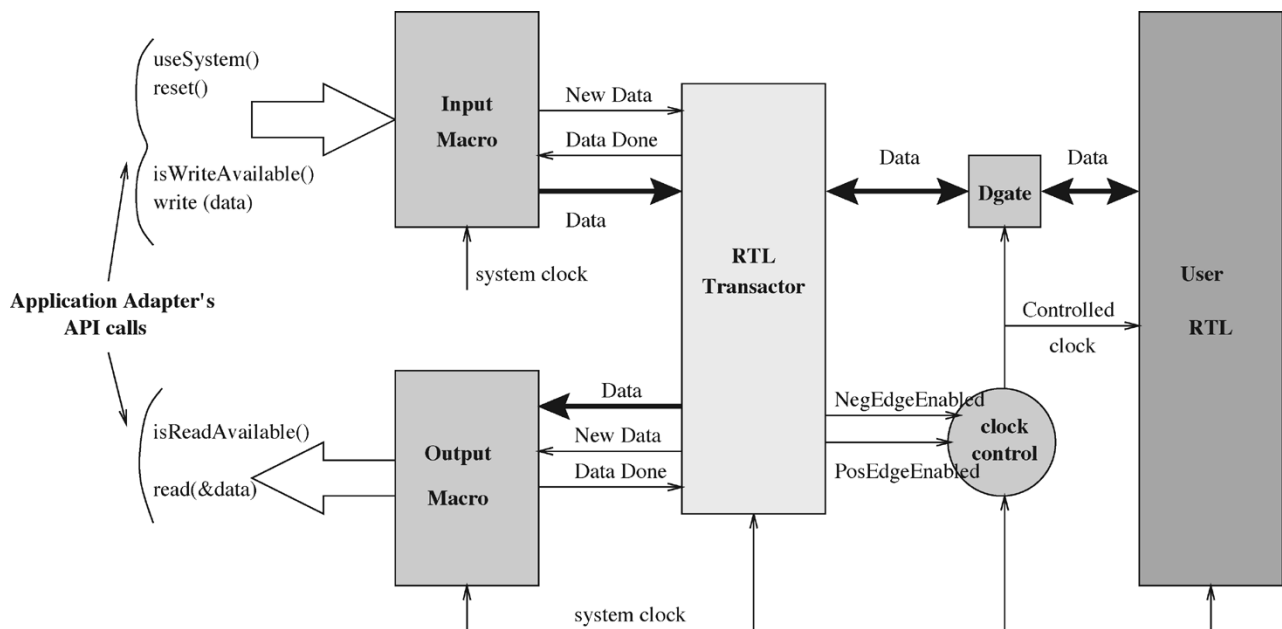 useSystem()
reset()
isWriteAvailable()
write (data)
Application Adapter's
API calls
isReadAvailable()
read(&data)
Input
Macro
New Data
Data Done
Data
system clock
Output
Macro
Data
New Data
Data Done
system clock
RTL
Transactor
Data
Dgate
Data
Controlled
clock
NegEdgeEnabled
PosEdgeEnabled
clock
control
User
RTL